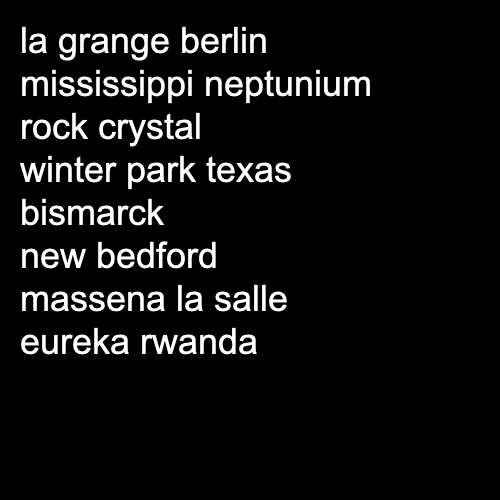 la grange berlin
mississippi neptunium
rock crystal
winter park texas
bismarck
new bedford
massena la salle
eureka rwanda